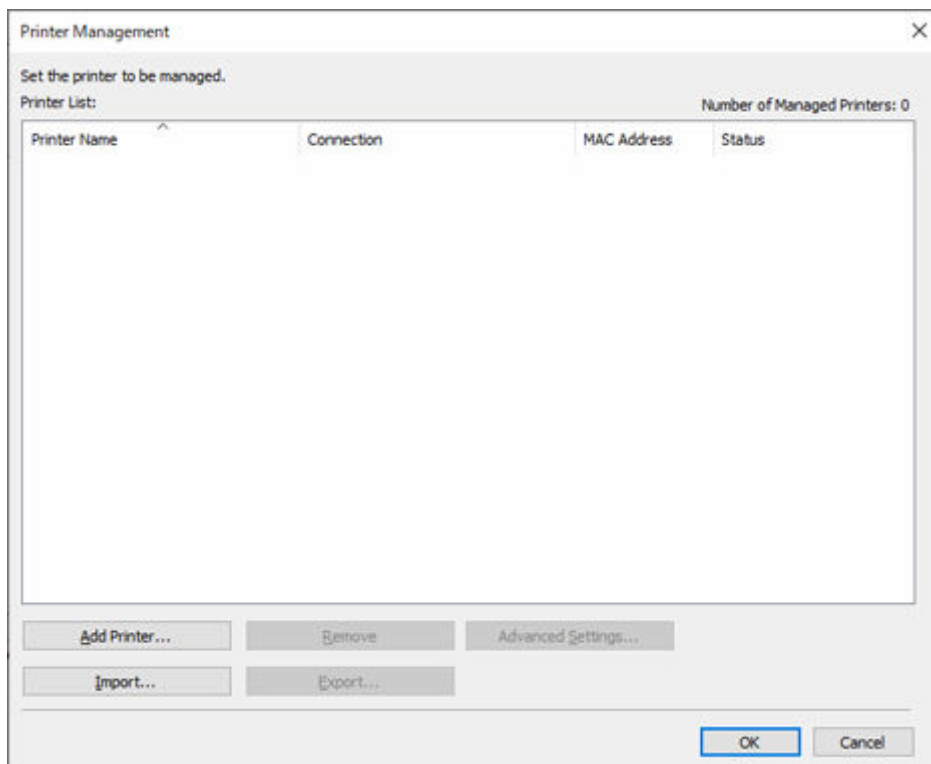 Printer Management
Set the printer to be managed.
Printer List:
Number of Managed Printers: 0
Printer Name Connection MAC Address Status
Add Printer... Remove Advanced Settings...
Import... Export...
OK Cancel